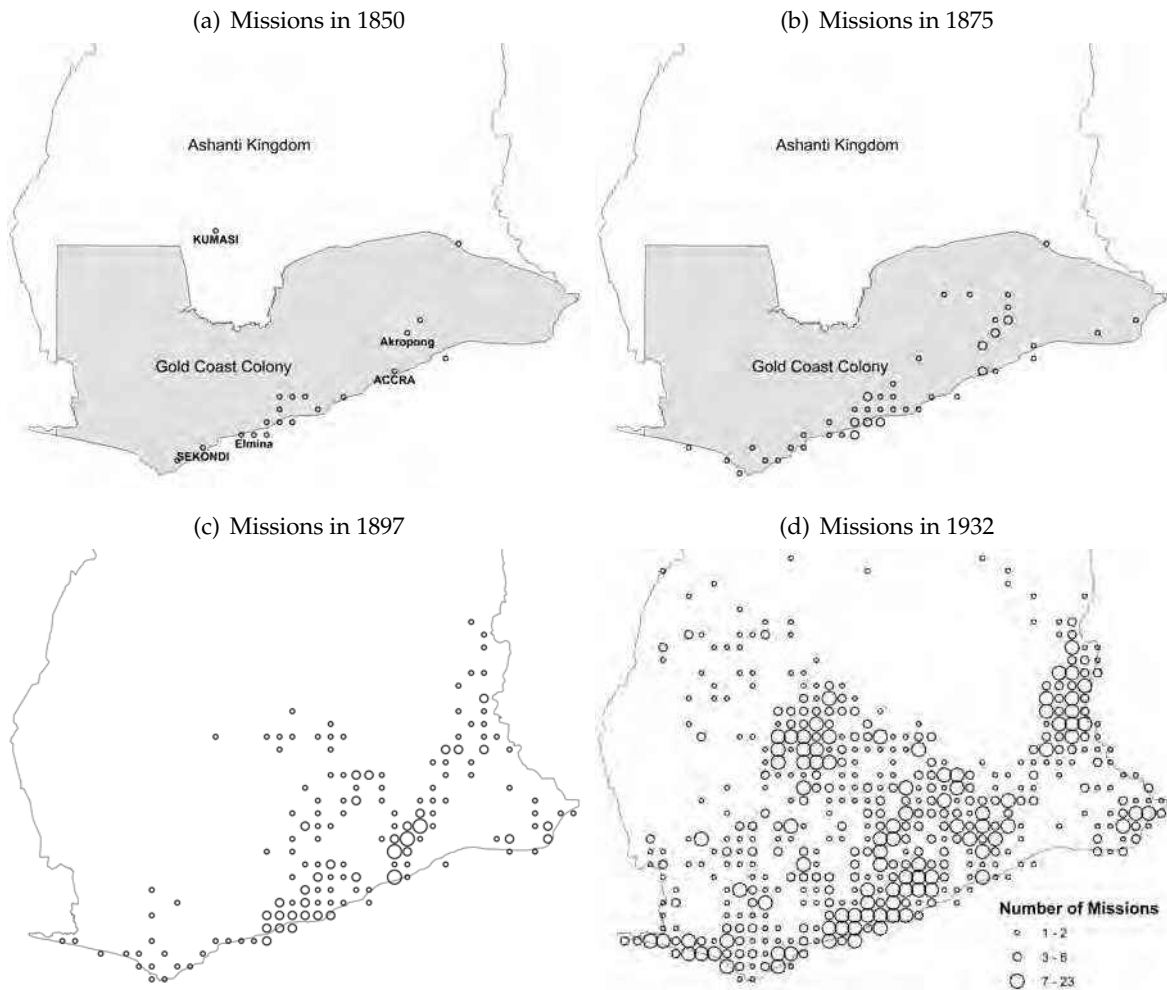 (a) Missions in 1850
Ashanti Kingdom
KUMASI
Akropong
Gold Coast Colony
ACCRA
Elmina
SEKONDI
(b) Missions in 1875
Ashanti Kingdom
Gold Coast Colony
(c) Missions in 1897
(d) Missions in 1932
Number of Missions
1 - 2
3 - 6
7 - 23